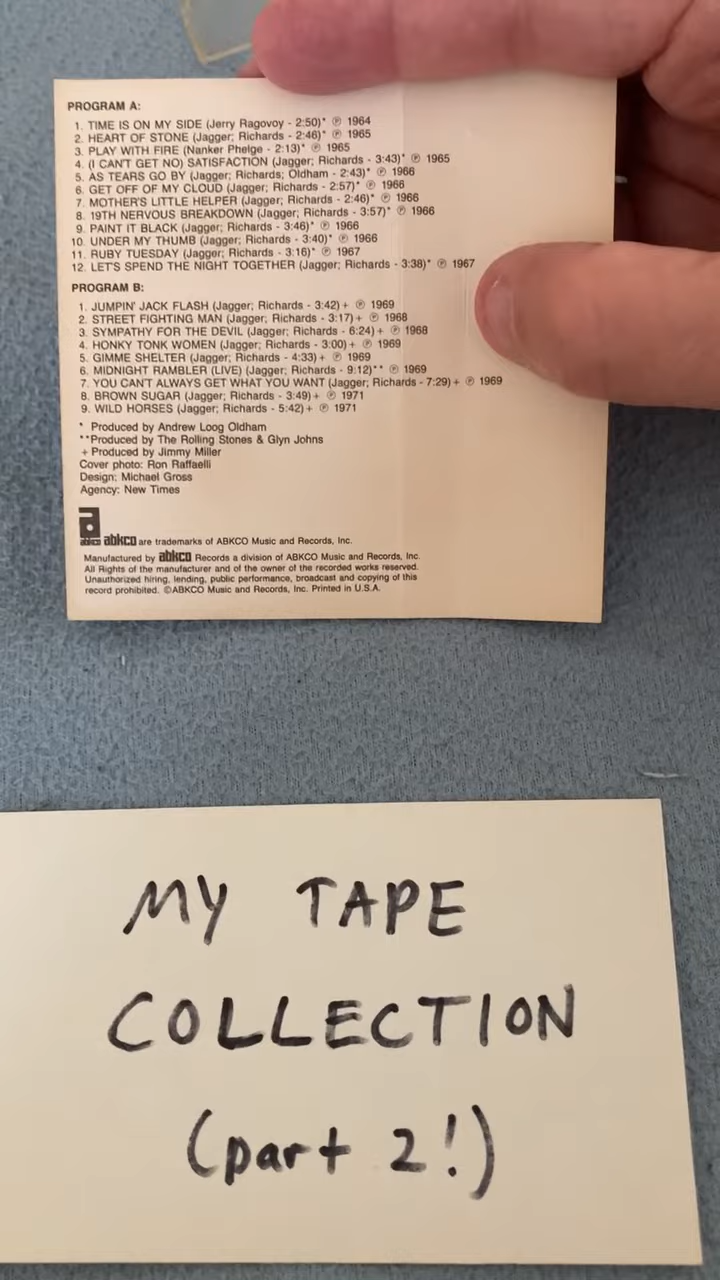 PROGRAM A:
1. TIME IS ON MY SIDE (Jerry Ragovoy - 2:50)* ℗ 1964
2. HEART OF STONE (Jagger; Richards - 2:46)* ℗ 1965
3. PLAY WITH FIRE (Nanker Phelge - 2:13)* ℗ 1965
4. (I CAN'T GET NO) SATISFACTION (Jagger; Richards - 3:43)* ℗ 1965
5. AS TEARS GO BY (Jagger; Richards; Oldham - 2:43)* ℗ 1966
6. GET OFF OF MY CLOUD (Jagger; Richards - 2:57)* ℗ 1966
7. MOTHER'S LITTLE HELPER (Jagger; Richards - 2:46)* ℗ 1966
8. 19TH NERVOUS BREAKDOWN (Jagger; Richards - 3:57)* ℗ 1966
9. PAINT IT BLACK (Jagger; Richards - 3:46)* ℗ 1966
10. UNDER MY THUMB (Jagger; Richards - 3:40)* ℗ 1966
11. RUBY TUESDAY (Jagger; Richards - 3:16)* ℗ 1967
12. LET'S SPEND THE NIGHT TOGETHER (Jagger; Richards - 3:38)* ℗ 1967
PROGRAM B:
1. JUMPIN' JACK FLASH (Jagger; Richards - 3:42)+ ℗ 1969
2. STREET FIGHTING MAN (Jagger; Richards - 3:17)+ ℗ 1968
3. SYMPATHY FOR THE DEVIL (Jagger; Richards - 6:24)+ ℗ 1968
4. HONKY TONK WOMEN (Jagger; Richards - 3:00)+ ℗ 1969
5. GIMME SHELTER (Jagger; Richards - 4:33)+ ℗ 1969
6. MIDNIGHT RAMBLER (LIVE) (Jagger; Richards - 9:12)** ℗ 1969
7. YOU CAN'T ALWAYS GET WHAT YOU WANT (Jagger; Richards - 7:29)+ ℗ 1969
8. BROWN SUGAR (Jagger; Richards - 3:49)+ ℗ 1971
9. WILD HORSES (Jagger; Richards - 5:42)+ ℗ 1971
* Produced by Andrew Loog Oldham
**Produced by The Rolling Stones & Glyn Johns
+ Produced by Jimmy Miller
Cover photo: Ron Raffaelli
Design: Michael Gross
Agency: New Times
a
abkco abkco are trademarks of ABKCO Music and Records, Inc.
Manufactured by abkco Records a division of ABKCO Music and Records, Inc.
All Rights of the manufacturer and of the owner of the recorded works reserved.
Unauthorized hiring, lending, public performance, broadcast and copying of this
record prohibited. ©ABKCO Music and Records, Inc. Printed in U.S.A.
MY TAPE
COLLECTION
(part 2!)